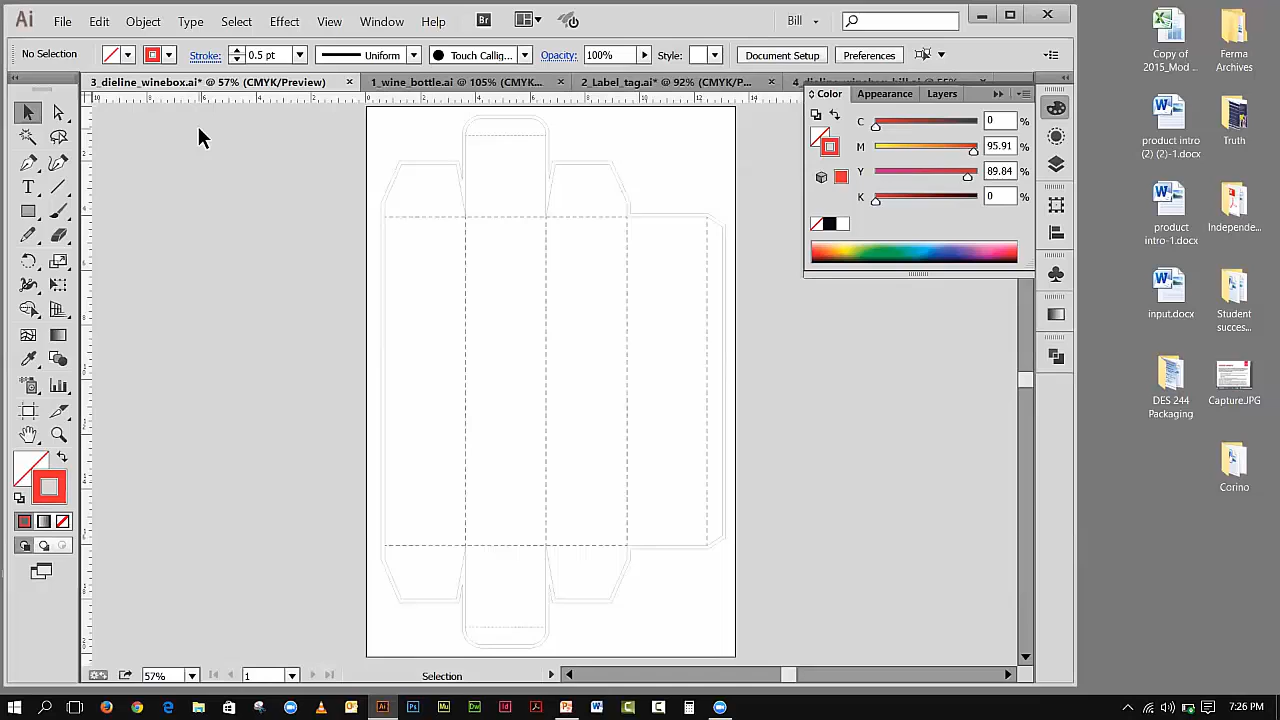 Ai File Edit Object Type Select Effect View Window Help Br Bill
No Selection Stroke: 0.5 pt Uniform Touch Callig... Opacity: 100% Style: Document Setup Preferences
3_dieline_winebox.ai* @ 57% (CMYK/Preview) × 1_wine_bottle.ai @ 105% (CMYK... × 2_Label_tag.ai* @ 92% (CMYK/P... ×
Color Appearance Layers
C 0 %
M 95.91 %
Y 89.84 %
K 0 %
57% 1 Selection
Copy of 2015_Mod ...
Ferma Archives
product intro (2) (2)-1.docx
Truth
product intro-1.docx
Independe...
input.docx
Student succes...
DES 244 Packaging
Capture.JPG
Corino
7:26 PM